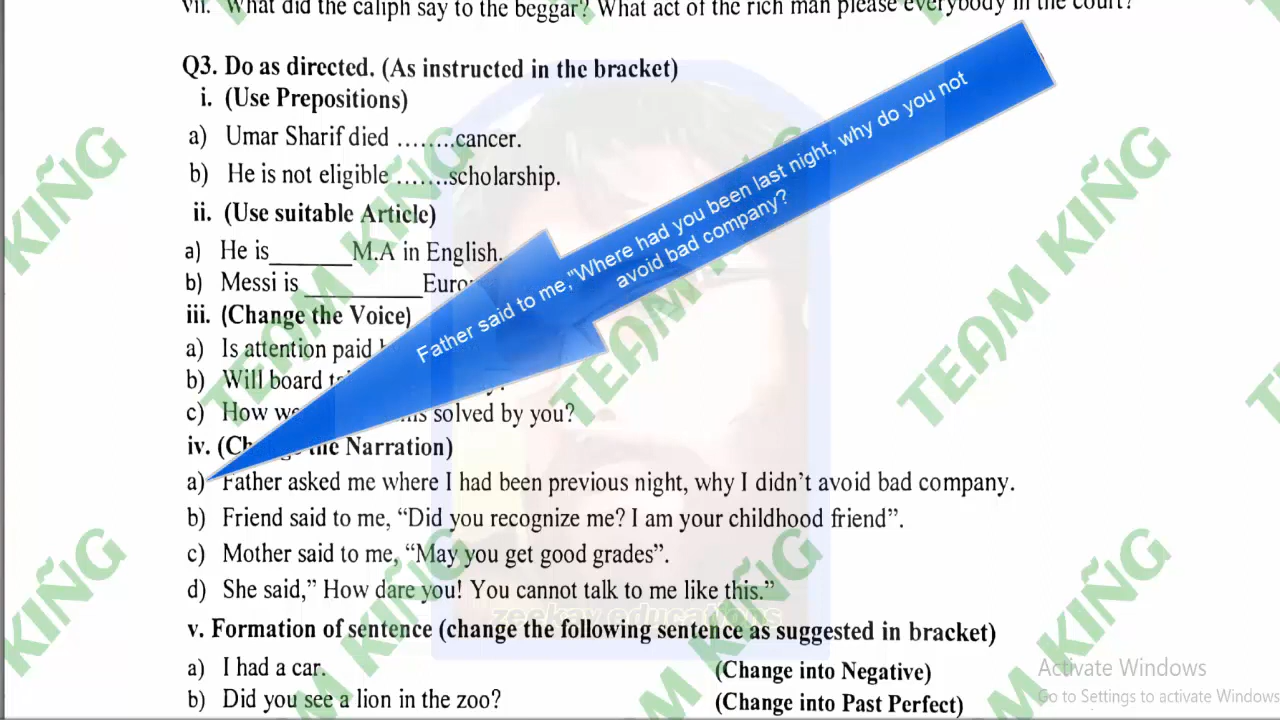 vii. What did the caliph say to the beggar? What act of the rich man please everybody in the court?
Q3. Do as directed. (As instructed in the bracket)
i. (Use Prepositions)
a) Umar Sharif died ........cancer.
b) He is not eligible .......scholarship.
ii. (Use suitable Article)
a) He is_______M.A in English.
b) Messi is __________Euro
iii. (Change the Voice)
a) Is attention paid
b) Will board
c) How solved by you?
iv. (Narration)
a) Father asked me where I had been previous night, why I didn't avoid bad company.
b) Friend said to me, “Did you recognize me? I am your childhood friend”.
c) Mother said to me, “May you get good grades”.
d) She said,” How dare you! You cannot talk to me like this.”
v. Formation of sentence (change the following sentence as suggested in bracket)
a) I had a car. (Change into Negative)
b) Did you see a lion in the zoo? (Change into Past Perfect)
Father said to me,"Where had you been last night, why do you not
avoid bad company?
TEAM KIÑG
zeekay educations
Activate Windows
Go to Settings to activate Windows